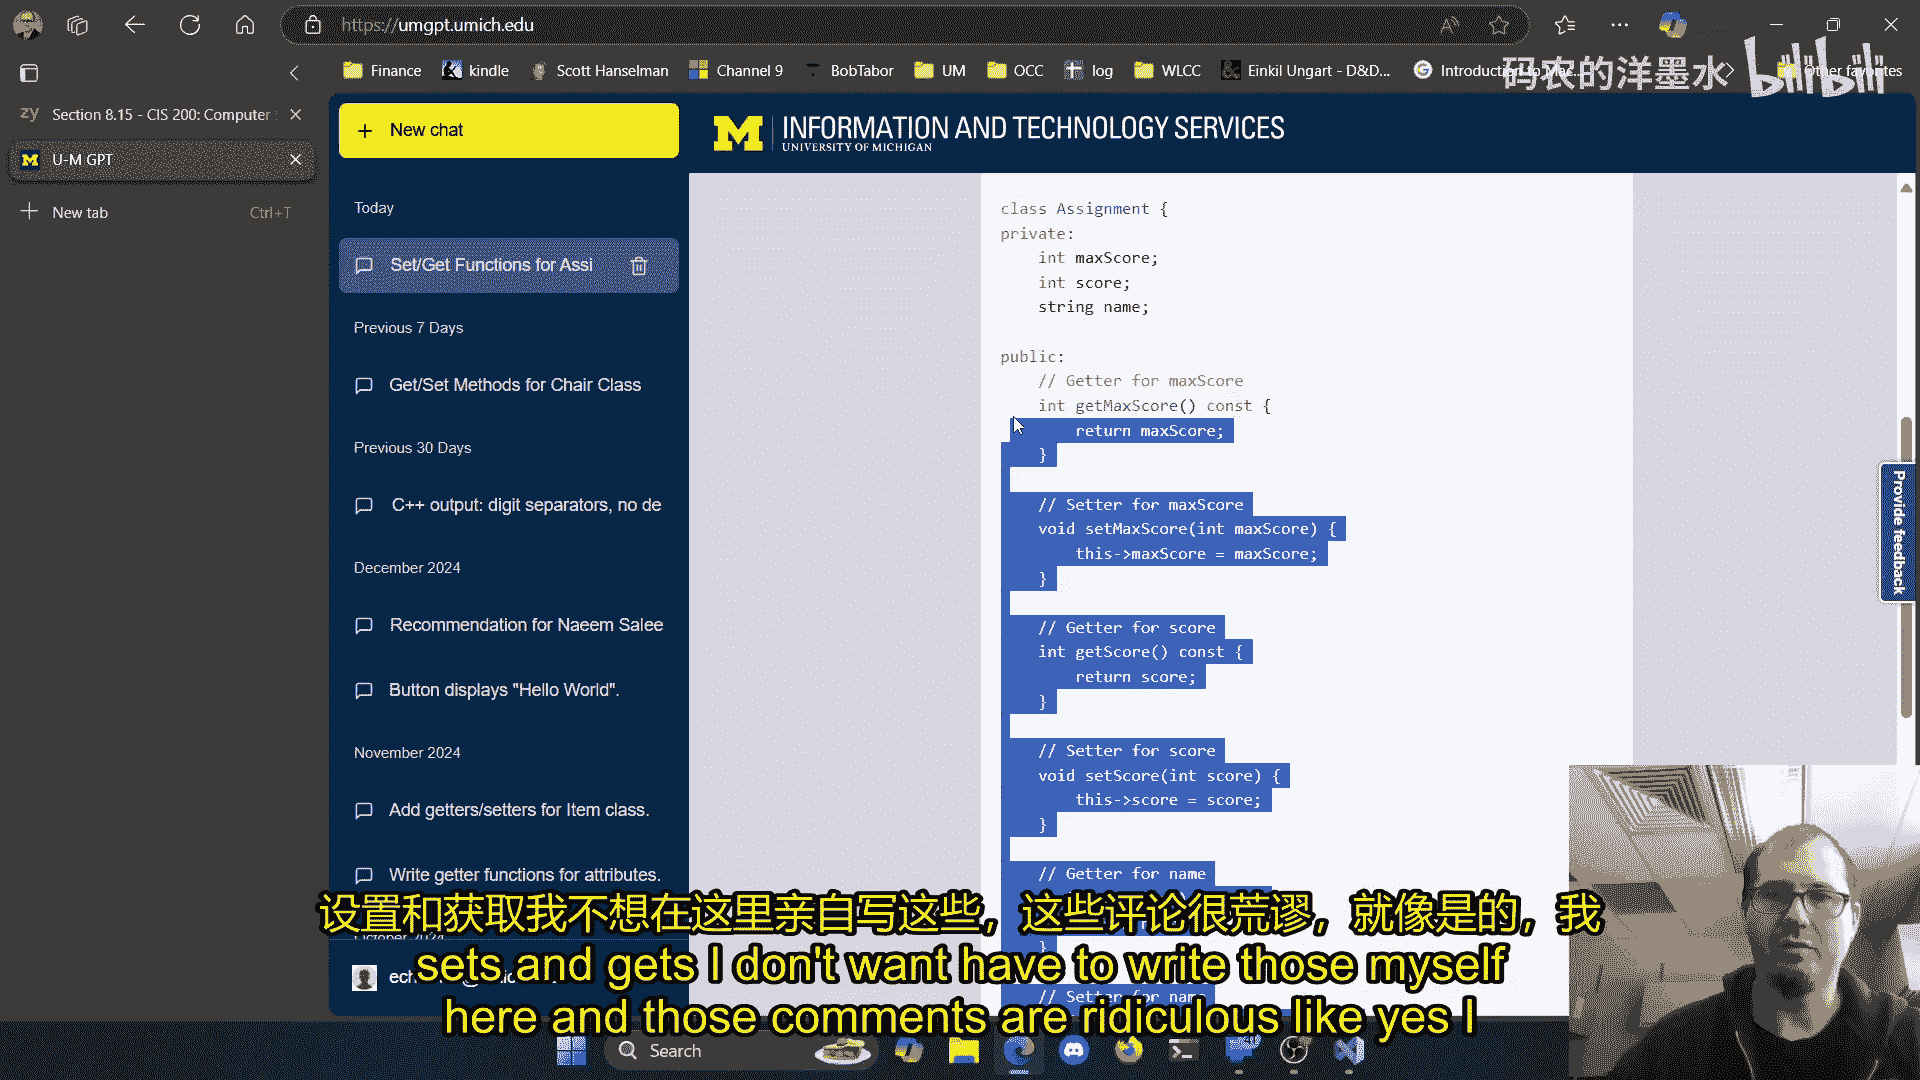 https://umgpt.umich.edu
Finance
kindle
Scott Hanselman
Channel 9
BobTabor
UM
OCC
log
WLCC
Einkil Ungart - D&D...
Other favorites
码农的洋墨水
bilibili
zy Section 8.15 - CIS 200: Computer
U-M GPT
New tab
Ctrl+T
New chat
Today
Set/Get Functions for Assi
Previous 7 Days
Get/Set Methods for Chair Class
Previous 30 Days
C++ output: digit separators, no de
December 2024
Recommendation for Naeem Salee
Button displays "Hello World".
November 2024
Add getters/setters for Item class.
Write getter functions for attributes.
October 2024
M INFORMATION AND TECHNOLOGY SERVICES
UNIVERSITY OF MICHIGAN
class Assignment {
private:
int maxScore;
int score;
string name;
public:
// Getter for maxScore
int getMaxScore() const {
return maxScore;
}
// Setter for maxScore
void setMaxScore(int maxScore) {
this->maxScore = maxScore;
}
// Getter for score
int getScore() const {
return score;
}
// Setter for score
void setScore(int score) {
this->score = score;
}
// Getter for name
}
// Setter for name
Provide feedback
设置和获取我不想在这里亲自写这些，这些评论很荒谬，就像是的，我
sets and gets I don't want have to write those myself
here and those comments are ridiculous like yes I
Search